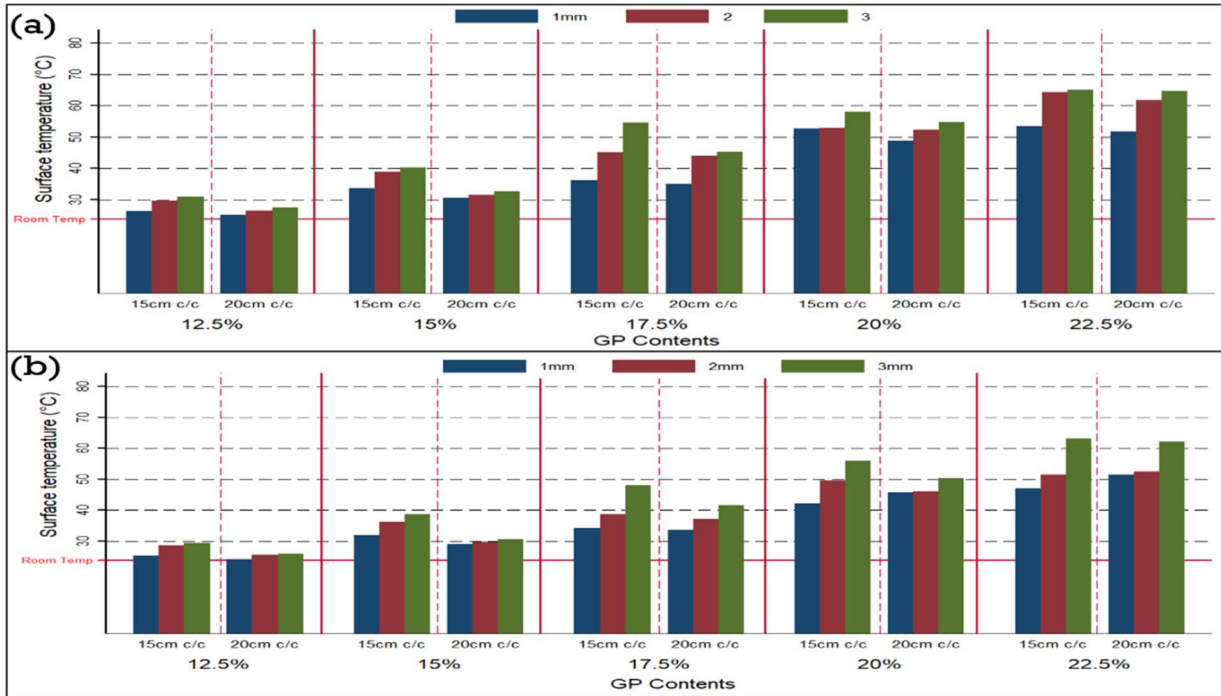 (a)
1mm 2 3
Surface temperature (°C)
80
70
60
50
40
30
Room Temp
15cm c/c 20cm c/c 15cm c/c 20cm c/c 15cm c/c 20cm c/c 15cm c/c 20cm c/c 15cm c/c 20cm c/c
12.5% 15% 17.5% 20% 22.5%
GP Contents
(b)
1mm 2mm 3mm
Surface temperature (°C)
80
70
60
50
40
30
Room Temp
15cm c/c 20cm c/c 15cm c/c 20cm c/c 15cm c/c 20cm c/c 15cm c/c 20cm c/c 15cm c/c 20cm c/c
12.5% 15% 17.5% 20% 22.5%
GP Contents